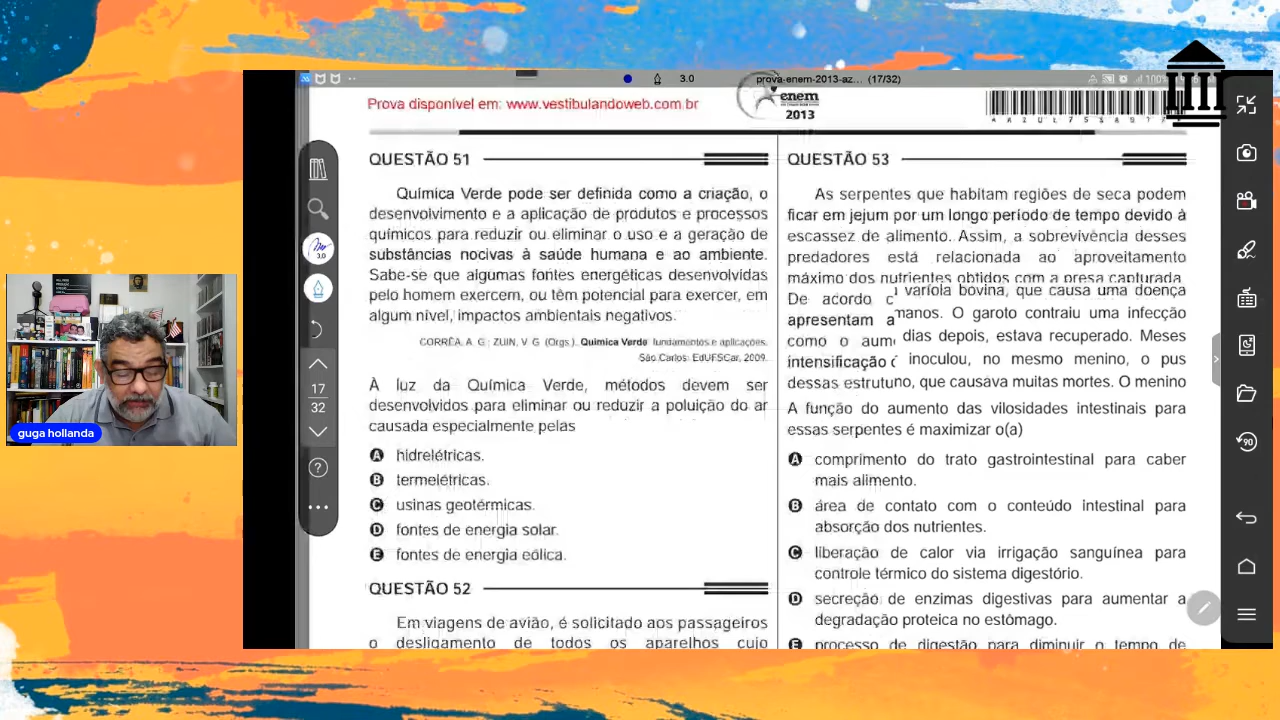 3.0
prova-enem-2013-az... (17/32)
100%
Prova disponível em: www.vestibulandoweb.com.br
enem
2013
QUESTÃO 51
Química Verde pode ser definida como a criação, o
desenvolvimento e a aplicação de produtos e processos
químicos para reduzir ou eliminar o uso e a geração de
substâncias nocivas à saúde humana e ao ambiente.
Sabe-se que algumas fontes energéticas desenvolvidas
pelo homem exercem, ou têm potencial para exercer, em
algum nível, impactos ambientais negativos.
CORRÊA, A. G.; ZUIN, V. G. (Orgs.). Química Verde: fundamentos e aplicações.
São Carlos: EdUFSCar, 2009.
À luz da Química Verde, métodos devem ser
desenvolvidos para eliminar ou reduzir a poluição do ar
causada especialmente pelas
A hidrelétricas.
B termelétricas.
C usinas geotérmicas.
D fontes de energia solar.
E fontes de energia eólica.
QUESTÃO 52
Em viagens de avião, é solicitado aos passageiros
o desligamento de todos os aparelhos cujo
QUESTÃO 53
As serpentes que habitam regiões de seca podem
ficar em jejum por um longo período de tempo devido à
escassez de alimento. Assim, a sobrevivência desses
predadores está relacionada ao aproveitamento
máximo dos nutrientes obtidos com a presa capturada.
De acordo c varíola bovina, que causa uma doença
apresentam a manos. O garoto contraiu uma infecção
como o aume dias depois, estava recuperado. Meses
intensificação inoculou, no mesmo menino, o pus
dessas estrutuno, que causava muitas mortes. O menino
A função do aumento das vilosidades intestinais para
essas serpentes é maximizar o(a)
A comprimento do trato gastrointestinal para caber
mais alimento.
B área de contato com o conteúdo intestinal para
absorção dos nutrientes.
C liberação de calor via irrigação sanguínea para
controle térmico do sistema digestório.
D secreção de enzimas digestivas para aumentar a
degradação proteica no estômago.
E processo de digestão para diminuir o tempo de
3.0
17
32
90
guga hollanda